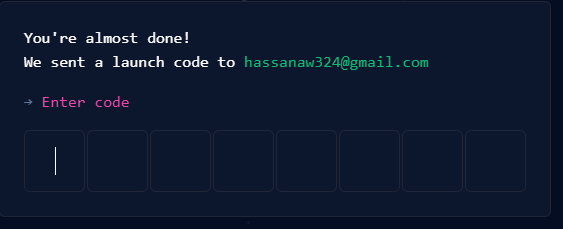 You're almost done!
We sent a launch code to hassanaw324@gmail.com
→ Enter code